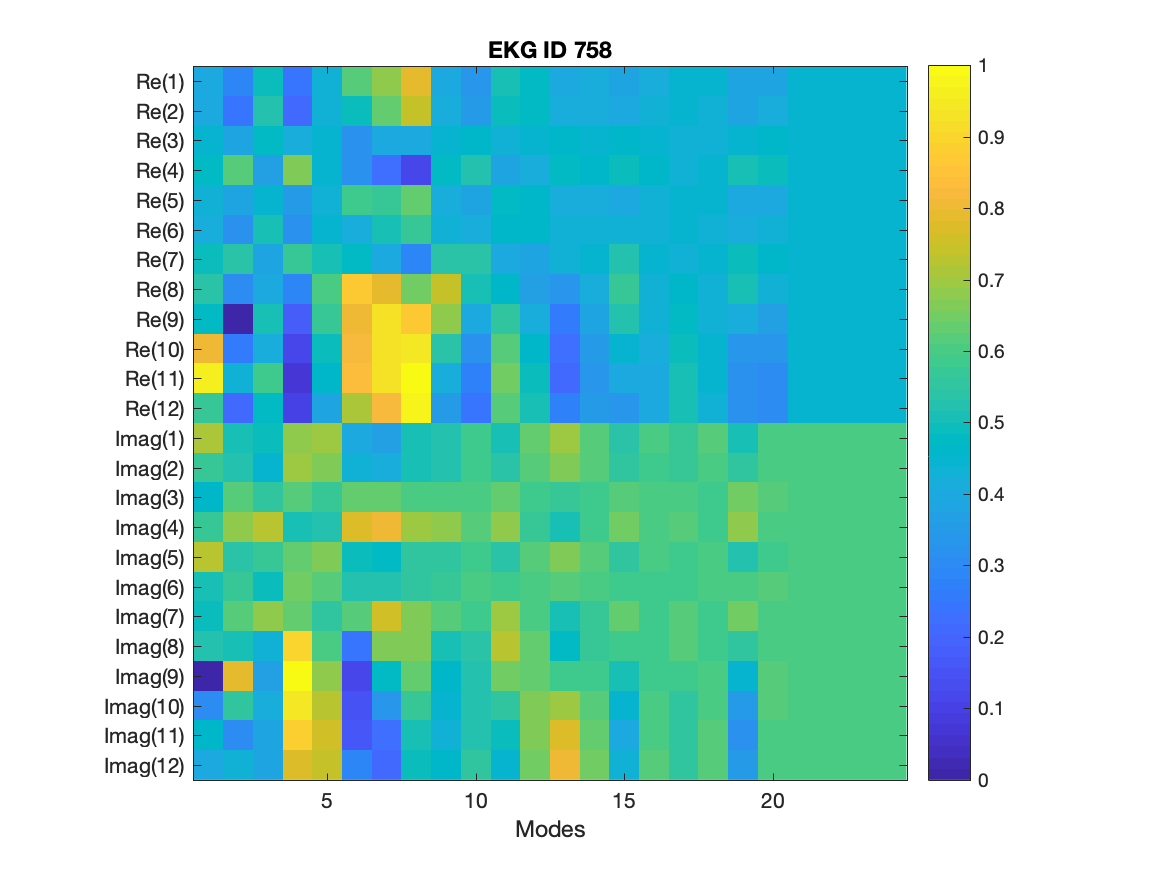 EKG ID 758
Re(1)
Re(2)
Re(3)
Re(4)
Re(5)
Re(6)
Re(7)
Re(8)
Re(9)
Re(10)
Re(11)
Re(12)
Imag(1)
Imag(2)
Imag(3)
Imag(4)
Imag(5)
Imag(6)
Imag(7)
Imag(8)
Imag(9)
Imag(10)
Imag(11)
Imag(12)
5 10 15 20
Modes
1
0.9
0.8
0.7
0.6
0.5
0.4
0.3
0.2
0.1
0